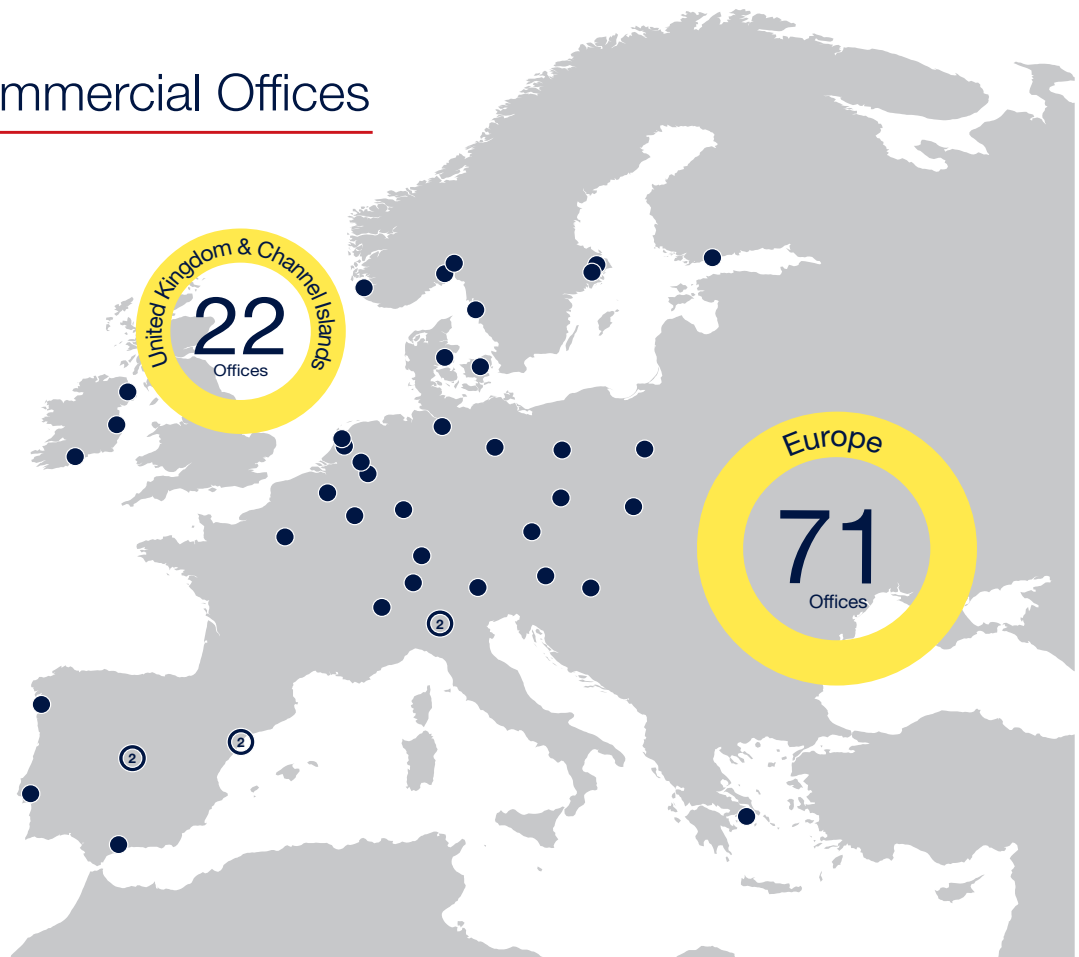 mmercial Offices
United Kingdom & Channel Islands
22
Offices
Europe
71
Offices
2
2
2